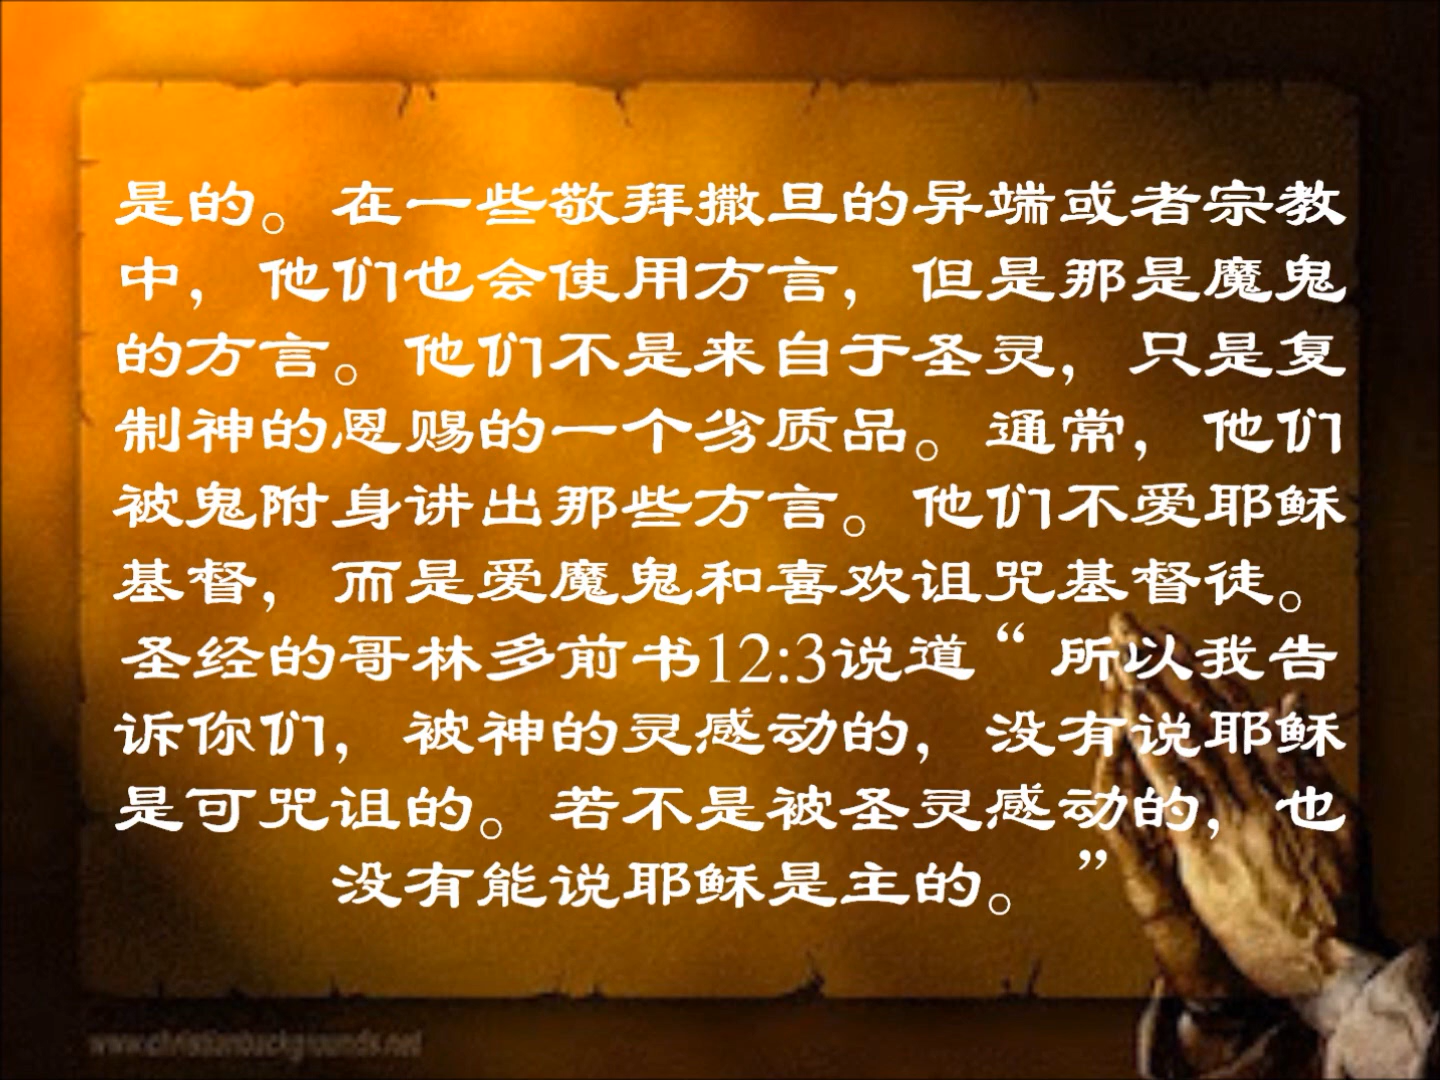 是的。在一些敬拜撒旦的异端或者宗教
中，他们也会使用方言，但是那是魔鬼
的方言。他们不是来自于圣灵，只是复
制神的恩赐的一个劣质品。通常，他们
被鬼附身讲出那些方言。他们不爱耶稣
基督，而是爱魔鬼和喜欢诅咒基督徒。
圣经的哥林多前书12:3说道“所以我告
诉你们，被神的灵感动的，没有说耶稣
是可咒诅的。若不是被圣灵感动的，也
没有能说耶稣是主的。”
www.christianbackgrounds.net